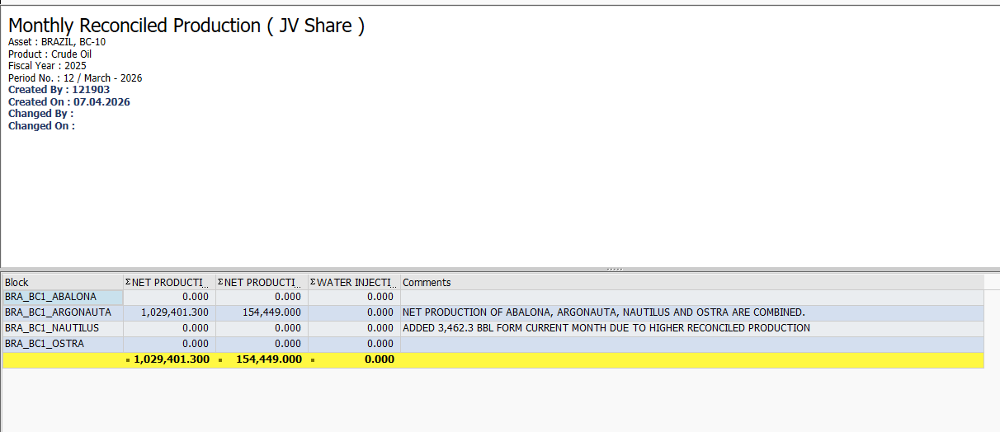 Monthly Reconciled Production ( JV Share )
Asset : BRAZIL, BC-10
Product : Crude Oil
Fiscal Year : 2025
Period No. : 12 / March - 2026
Created By : 121903
Created On : 07.04.2026
Changed By :
Changed On :
Block ΣNET PRODUCTI... ΣNET PRODUCTI... ΣWATER INJECTI... Comments
BRA_BC1_ABALONA 0.000 0.000 0.000
BRA_BC1_ARGONAUTA 1,029,401.300 154,449.000 0.000 NET PRODUCTION OF ABALONA, ARGONAUTA, NAUTILUS AND OSTRA ARE COMBINED.
BRA_BC1_NAUTILUS 0.000 0.000 0.000 ADDED 3,462.3 BBL FORM CURRENT MONTH DUE TO HIGHER RECONCILED PRODUCTION
BRA_BC1_OSTRA 0.000 0.000 0.000
▪ 1,029,401.300 ▪ 154,449.000 ▪ 0.000